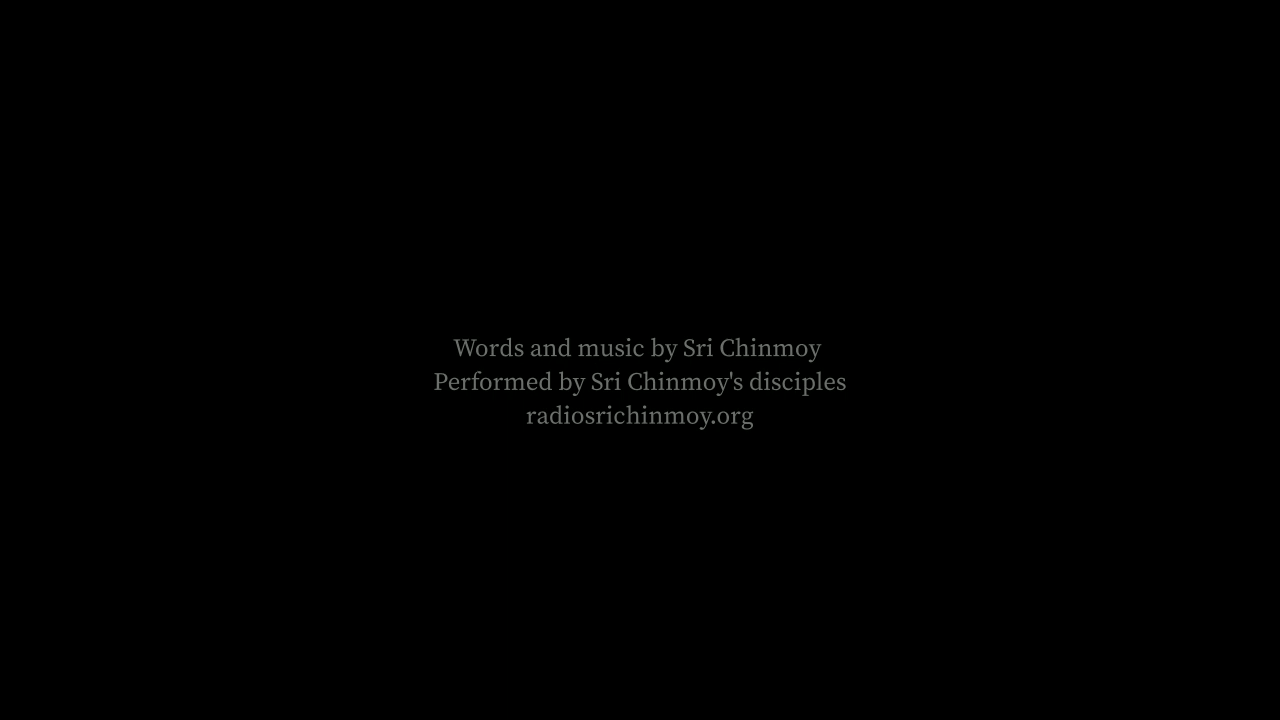 Words and music by Sri Chinmoy
Performed by Sri Chinmoy's disciples
radiosrichinmoy.org